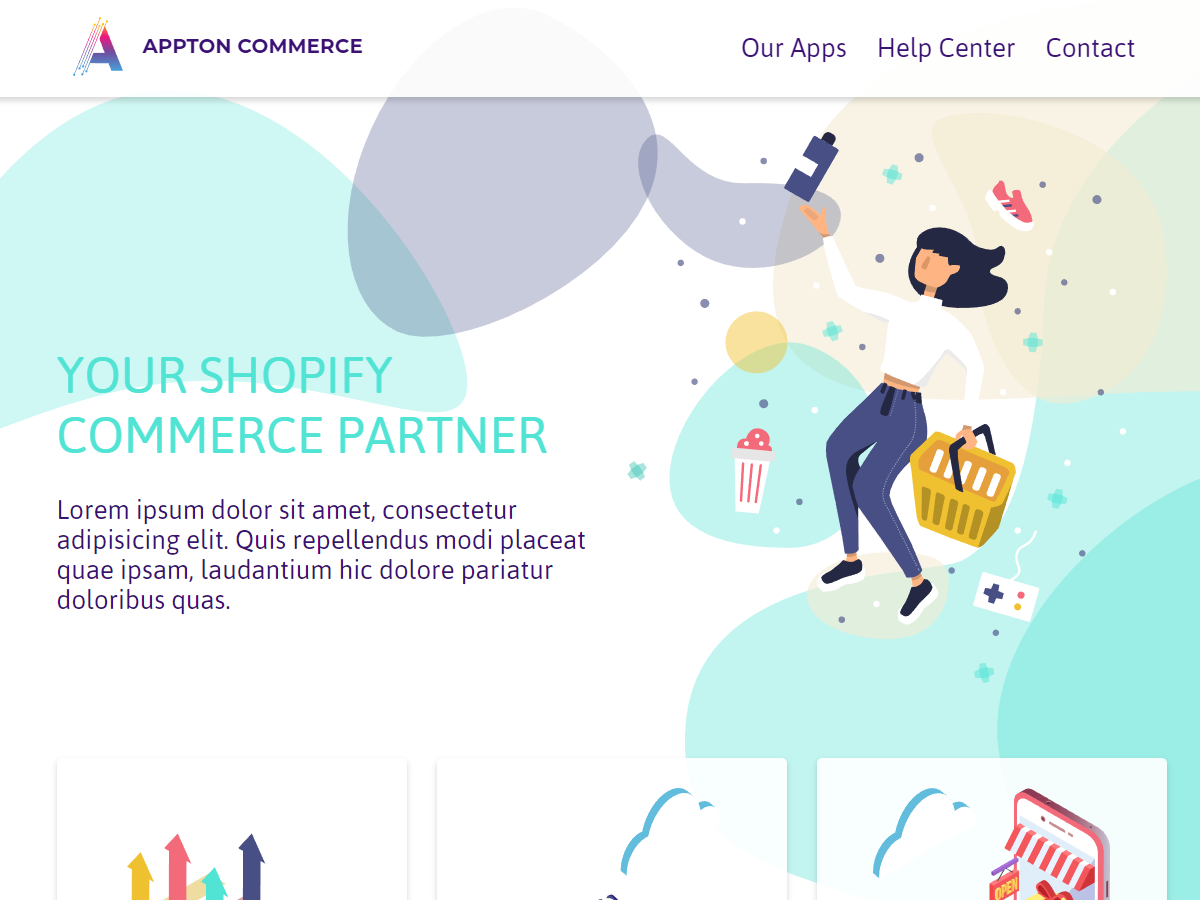 APPTON COMMERCE
Our Apps Help Center Contact
YOUR SHOPIFY
COMMERCE PARTNER
Lorem ipsum dolor sit amet, consectetur
adipisicing elit. Quis repellendus modi placeat
quae ipsam, laudantium hic dolore pariatur
doloribus quas.
OPEN